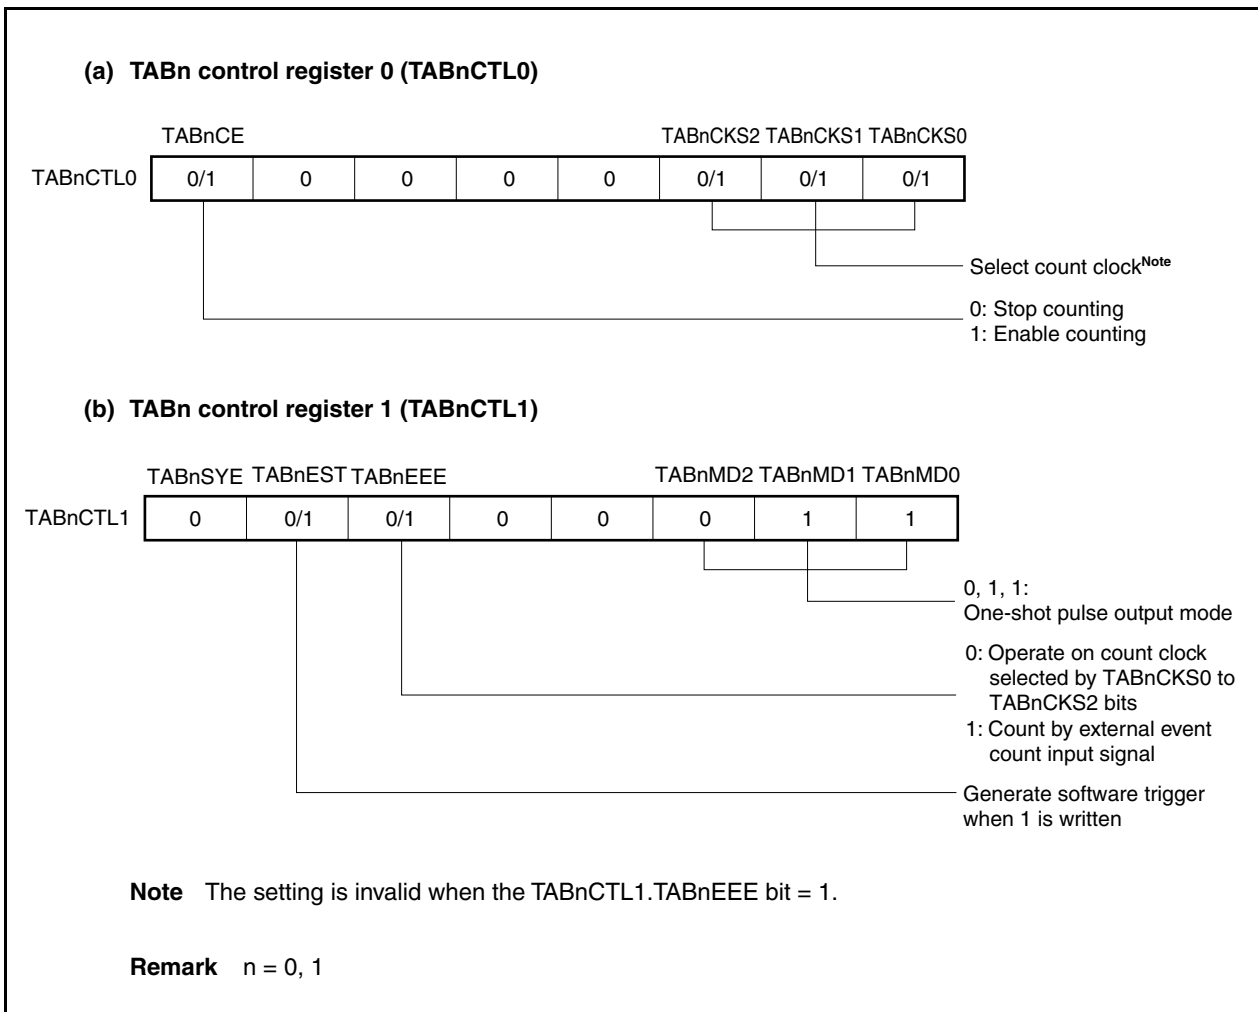 (a) TABn control register 0 (TABnCTL0)
TABnCE TABnCKS2 TABnCKS1 TABnCKS0
TABnCTL0 0/1 0 0 0 0 0/1 0/1 0/1
Select count clockNote
0: Stop counting
1: Enable counting
(b) TABn control register 1 (TABnCTL1)
TABnSYE TABnEST TABnEEE TABnMD2 TABnMD1 TABnMD0
TABnCTL1 0 0/1 0/1 0 0 0 1 1
0, 1, 1:
One-shot pulse output mode
0: Operate on count clock
selected by TABnCKS0 to
TABnCKS2 bits
1: Count by external event
count input signal
Generate software trigger
when 1 is written
Note The setting is invalid when the TABnCTL1.TABnEEE bit = 1.
Remark n = 0, 1